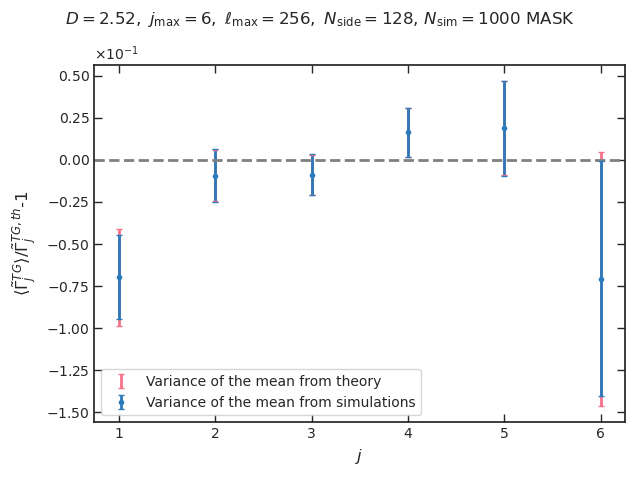 D = 2.52, j_max = 6, ℓ_max = 256, N_side = 128, N_sim = 1000 MASK
×10⁻¹
0.50
0.25
0.00
−0.25
−0.50
−0.75
−1.00
−1.25
−1.50
⟨Γ̃_j^{TG}⟩/Γ̃_j^{TG, th}-1
Variance of the mean from theory
Variance of the mean from simulations
1 2 3 4 5 6
j